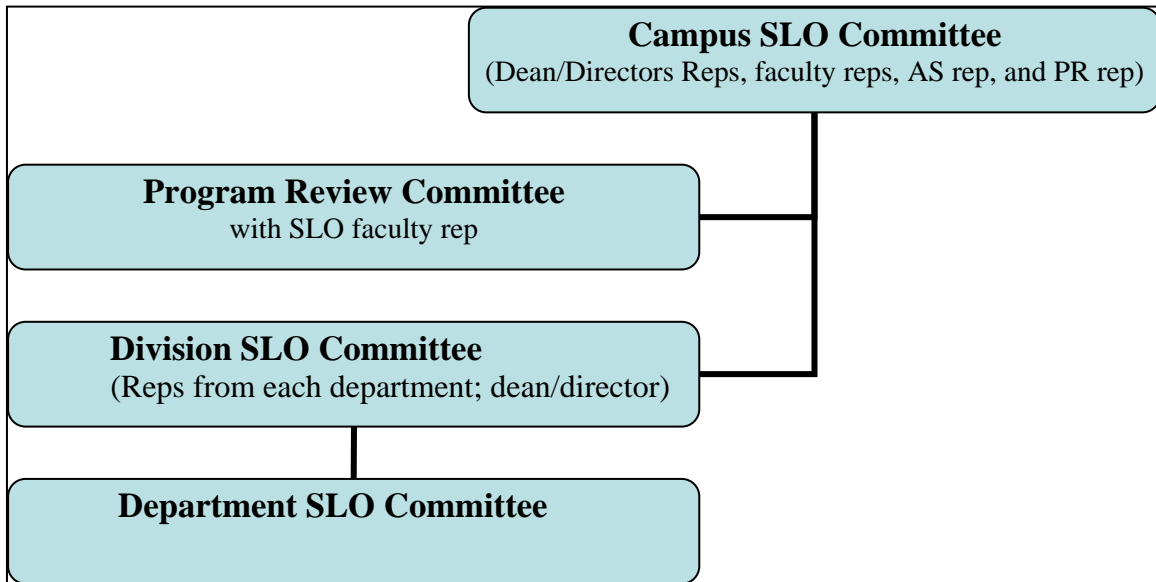 Campus SLO Committee
(Dean/Directors Reps, faculty reps, AS rep, and PR rep)
Program Review Committee
with SLO faculty rep
Division SLO Committee
(Reps from each department; dean/director)
Department SLO Committee